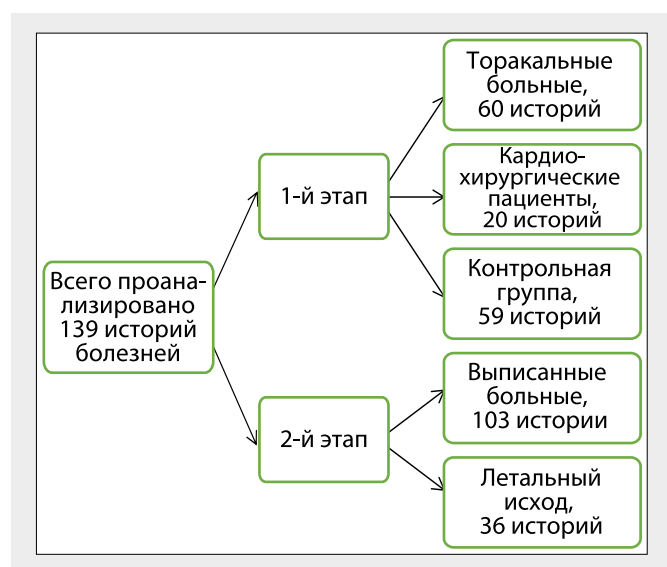 Всего проана-
лизировано
139 историй
болезней
1-й этап
Торакальные
больные,
60 историй
Кардио-
хирургические
пациенты,
20 историй
Контрольная
группа,
59 историй
2-й этап
Выписанные
больные,
103 истории
Летальный
исход,
36 историй